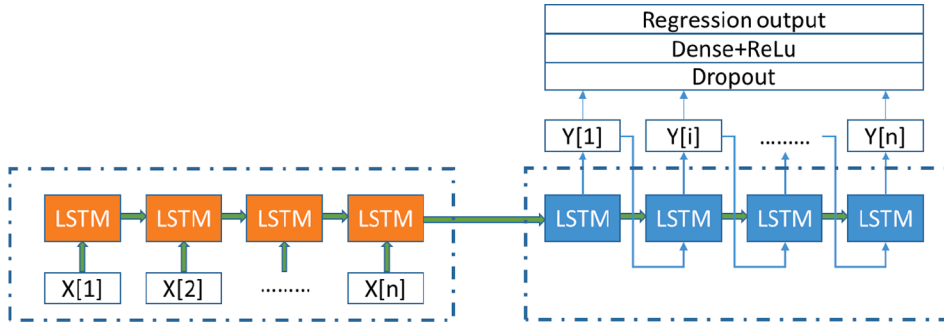 Regression output
Dense+ReLu
Dropout
Y[1] Y[i] ......... Y[n]
LSTM LSTM LSTM LSTM LSTM LSTM LSTM LSTM
X[1] X[2] ......... X[n]